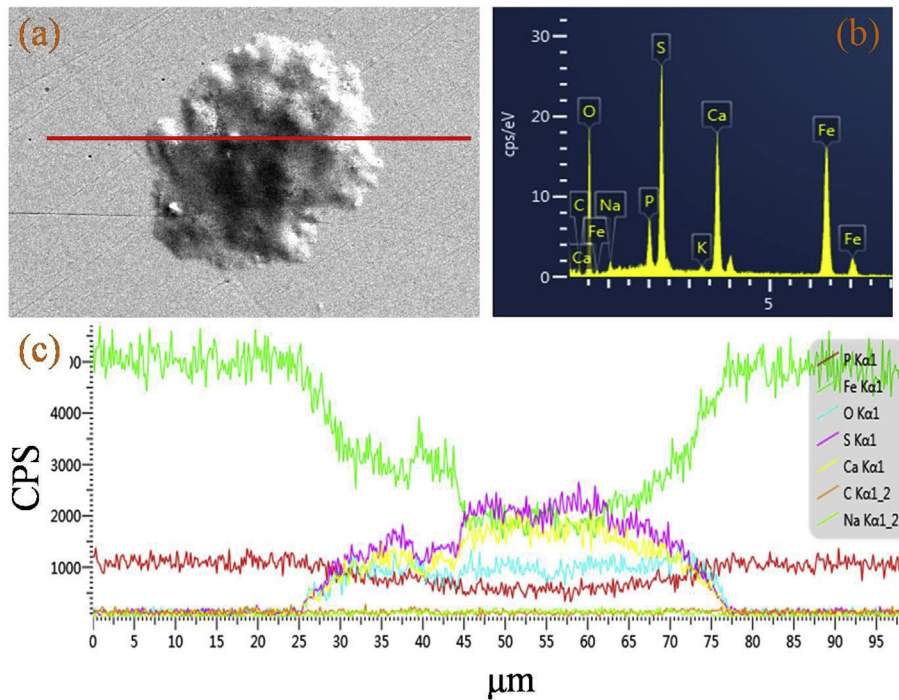 (a)
(b)
cps/eV
30
20
10
0
5
S
O
Ca
Fe
C
Na
Fe
Ca
P
K
Fe
(c)
CPS
4000
3000
2000
1000
P Kα1
Fe Kα1
O Kα1
S Kα1
Ca Kα1
C Kα1_2
Na Kα1_2
0 5 10 15 20 25 30 35 40 45 50 55 60 65 70 75 80 85 90 95
μm